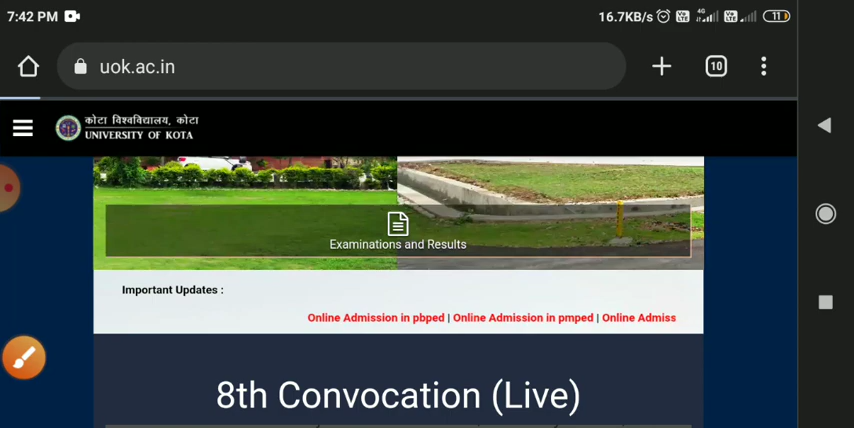 7:42 PM
16.7KB/s
4G
11
uok.ac.in
10
कोटा विश्वविद्यालय, कोटा
UNIVERSITY OF KOTA
Examinations and Results
Important Updates :
Online Admission in pbped | Online Admission in pmped | Online Admiss
8th Convocation (Live)